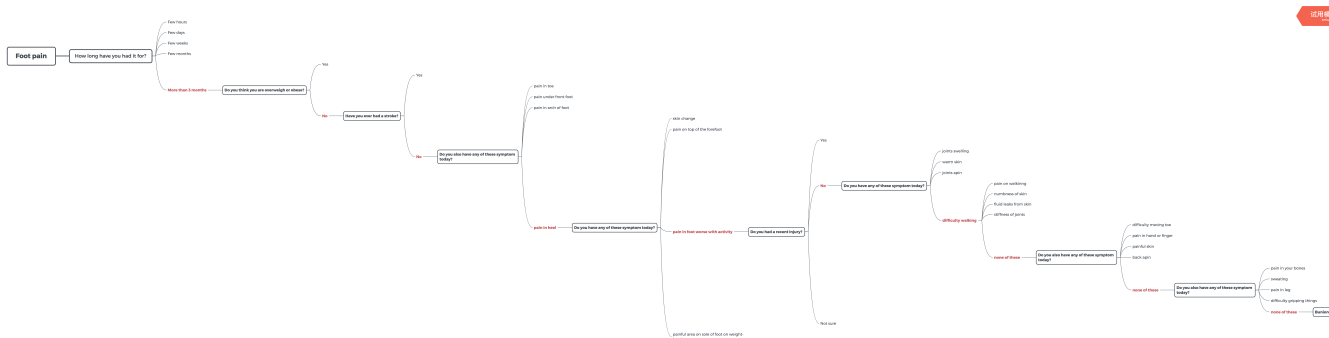 试用模
Foot pain
How long have you had it for?
Few hours
Few days
Few weeks
Few months
More than 3 months
Do you think you are overweigh or obese?
Yes
No
Have you ever had a stroke?
Yes
No
Do you also have any of these symptom
today?
pain in toe
pain under front foot
pain in arch of foot
pain in heel
Do you have any of these symptom today?
skin change
pain on top of the forefoot
pain in foot worse with activity
painful area on sole of foot on weight
Do you had a recent injury?
Yes
No
Not sure
Do you have any of these symptom today?
joints swelling
warm skin
joints pain
difficulty walking
pain on walking
numbness of skin
fluid leaks from skin
stiffness of joints
none of these
Do you also have any of these symptom
today?
difficulty moving toe
pain in hand or finger
painful skin
back pain
none of these
Do you also have any of these symptom
today?
pain in your bones
sweating
pain in leg
difficulty gripping things
none of these